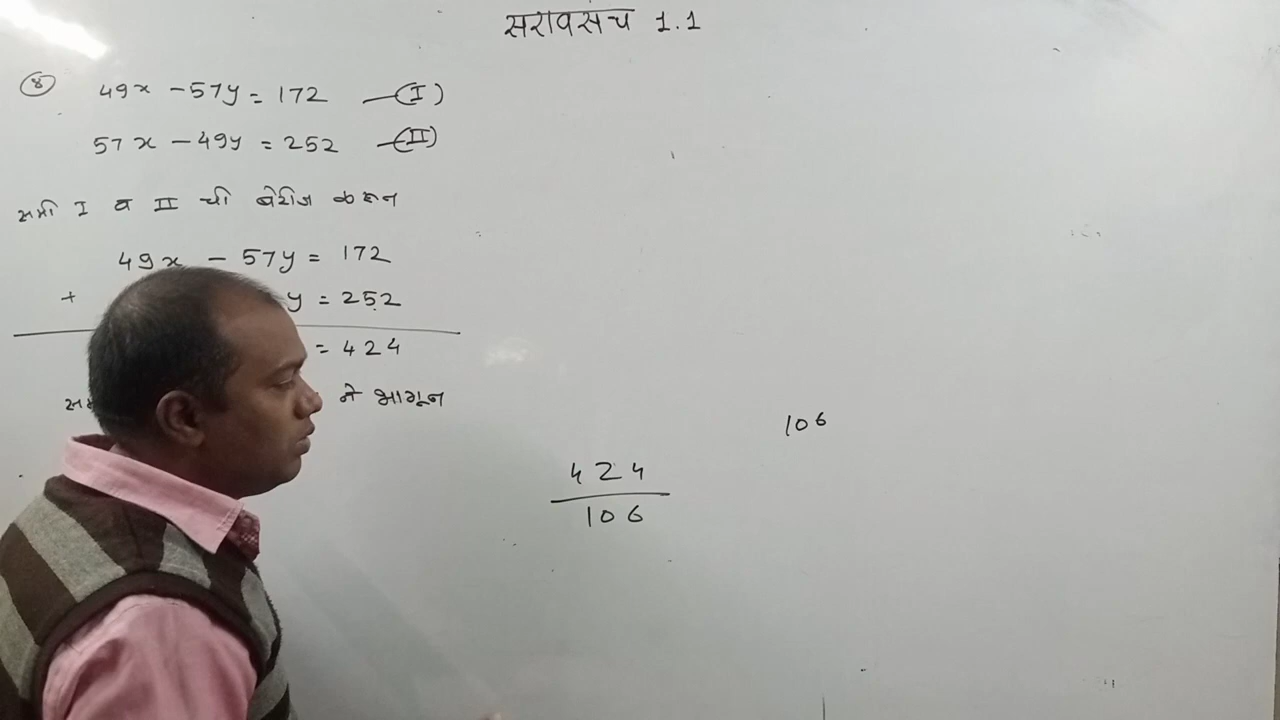 सरावसंच 1.1
8 49x - 57y = 172 —(I)
57x - 49y = 252 —(II)
समी I व II ची बेरीज करून
49x - 57y = 172
+ y = 252
= 424
ने भागून
424
106
106